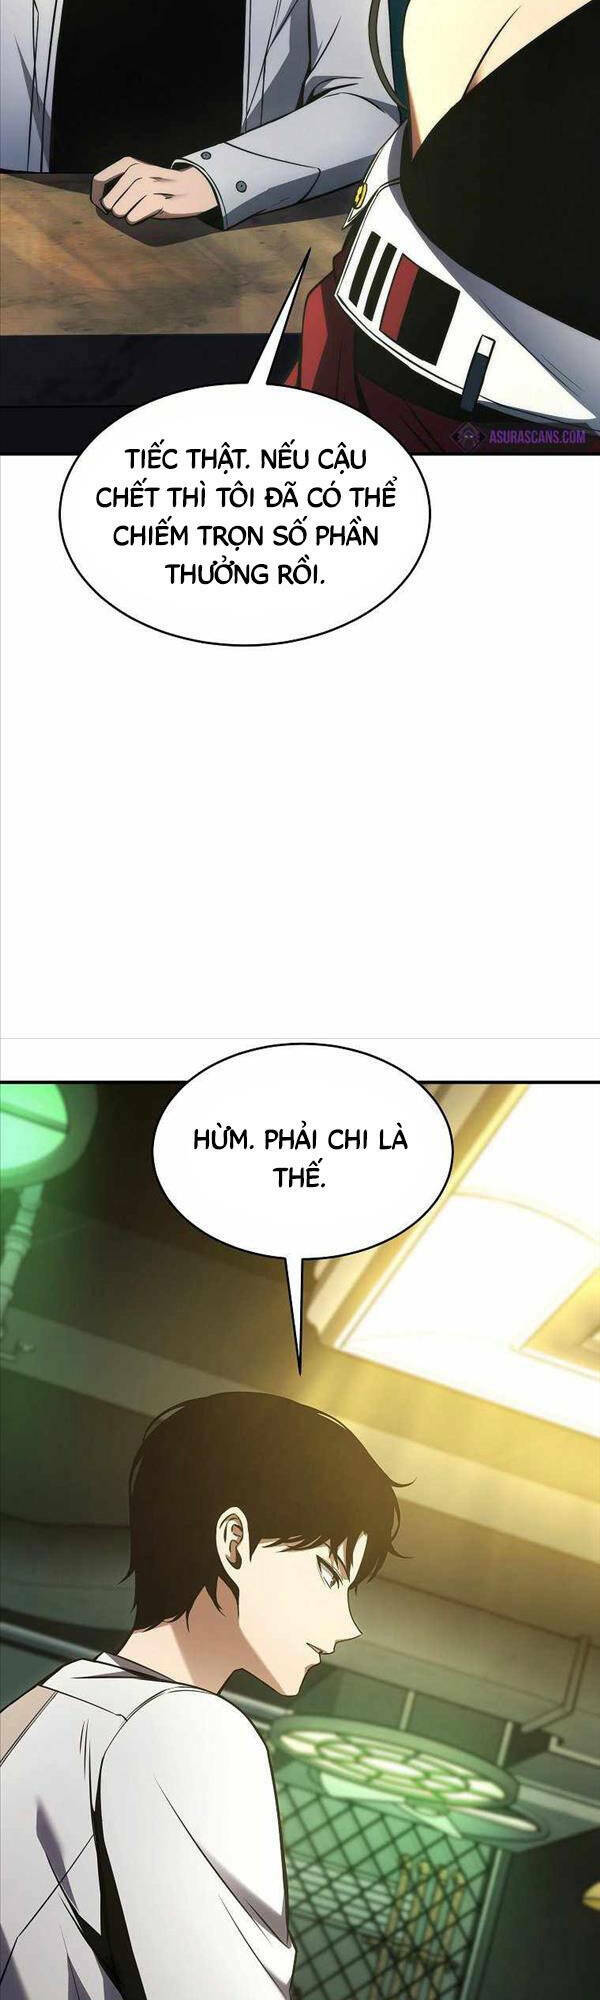 ASURASCANS.COM
TIẾC THẬT. NẾU CẬU
CHẾT THÌ TÔI ĐÃ CÓ THỂ
CHIẾM TRỌN SỐ PHẦN
THƯỞNG RỒI.
HỪM. PHẢI CHI LÀ
THẾ.